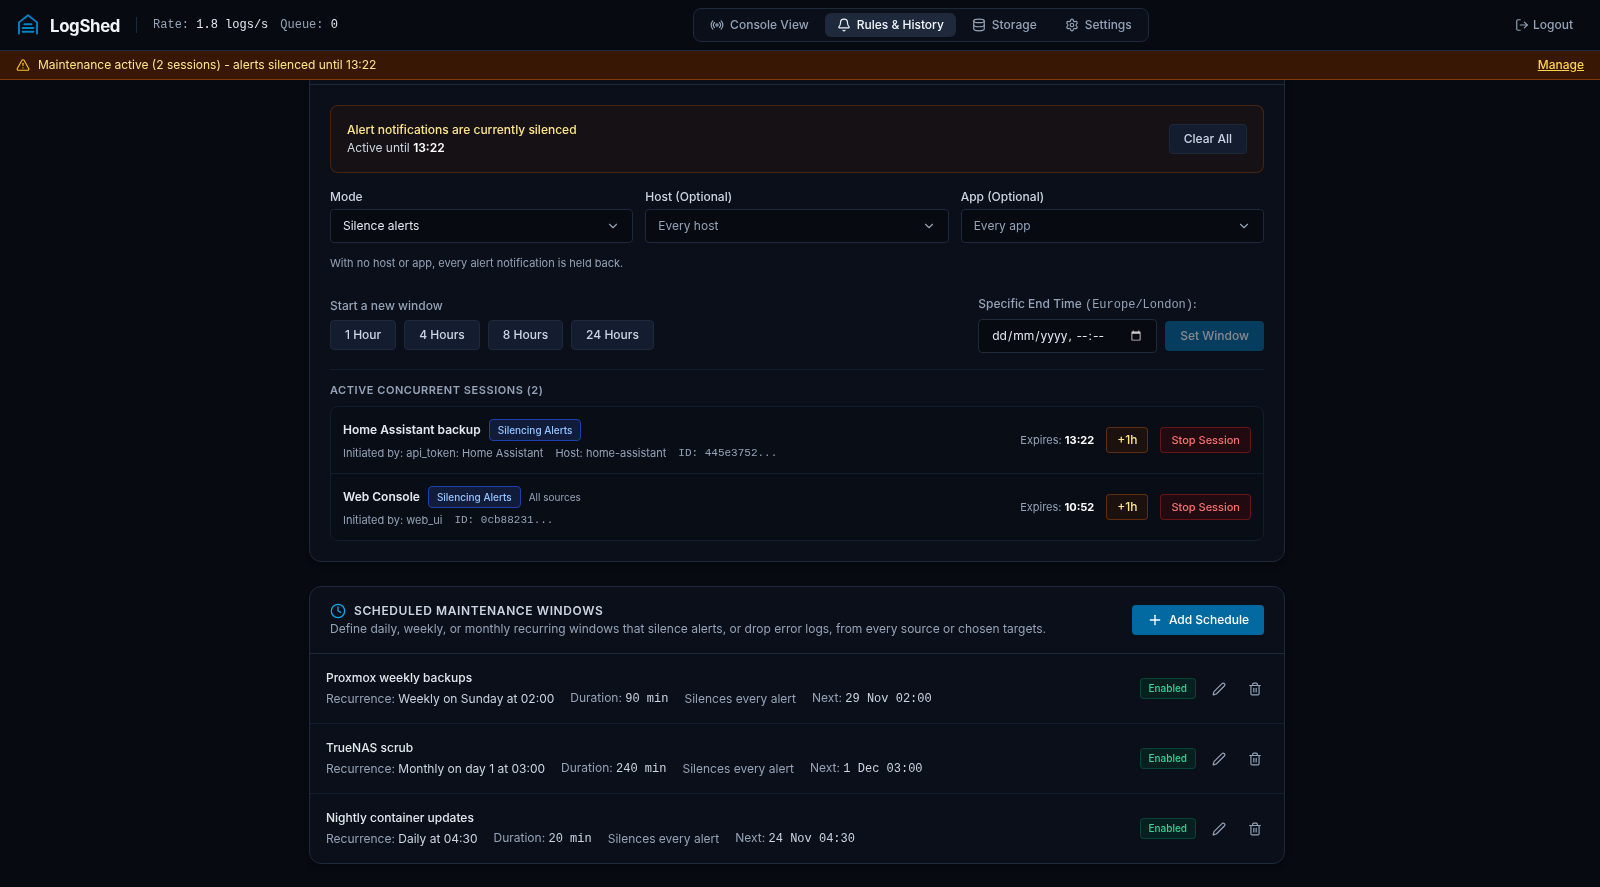 LogShed
Rate: 1.8 logs/s Queue: 0
Console View
Rules & History
Storage
Settings
Logout
Maintenance active (2 sessions) - alerts silenced until 13:22
Manage
Alert notifications are currently silenced
Active until 13:22
Clear All
Mode
Host (Optional)
App (Optional)
Silence alerts
Every host
Every app
With no host or app, every alert notification is held back.
Start a new window
Specific End Time (Europe/London):
1 Hour
4 Hours
8 Hours
24 Hours
dd/mm/yyyy, --:--
Set Window
ACTIVE CONCURRENT SESSIONS (2)
Home Assistant backup Silencing Alerts
Initiated by: api_token: Home Assistant Host: home-assistant ID: 445e3752...
Expires: 13:22
+1h
Stop Session
Web Console Silencing Alerts All sources
Initiated by: web_ui ID: 0cb88231...
Expires: 10:52
+1h
Stop Session
SCHEDULED MAINTENANCE WINDOWS
Define daily, weekly, or monthly recurring windows that silence alerts, or drop error logs, from every source or chosen targets.
Add Schedule
Proxmox weekly backups
Recurrence: Weekly on Sunday at 02:00 Duration: 90 min Silences every alert Next: 29 Nov 02:00
Enabled
TrueNAS scrub
Recurrence: Monthly on day 1 at 03:00 Duration: 240 min Silences every alert Next: 1 Dec 03:00
Enabled
Nightly container updates
Recurrence: Daily at 04:30 Duration: 20 min Silences every alert Next: 24 Nov 04:30
Enabled